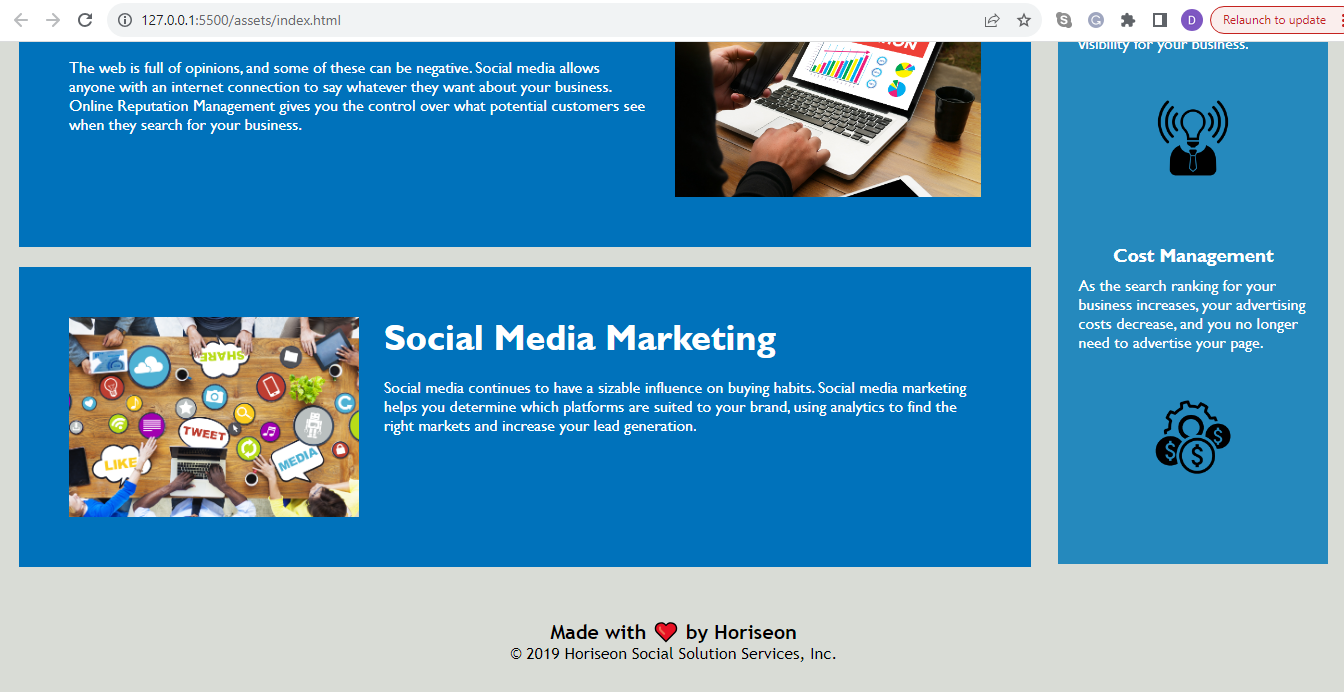 127.0.0.1:5500/assets/index.html
D
Relaunch to update
The web is full of opinions, and some of these can be negative. Social media allows
anyone with an internet connection to say whatever they want about your business.
Online Reputation Management gives you the control over what potential customers see
when they search for your business.
visibility for your business.
Cost Management
As the search ranking for your
business increases, your advertising
costs decrease, and you no longer
need to advertise your page.
$
$
$
SHARE
TWEET
LIKE
MEDIA
Social Media Marketing
Social media continues to have a sizable influence on buying habits. Social media marketing
helps you determine which platforms are suited to your brand, using analytics to find the
right markets and increase your lead generation.
Made with ❤️ by Horiseon
© 2019 Horiseon Social Solution Services, Inc.